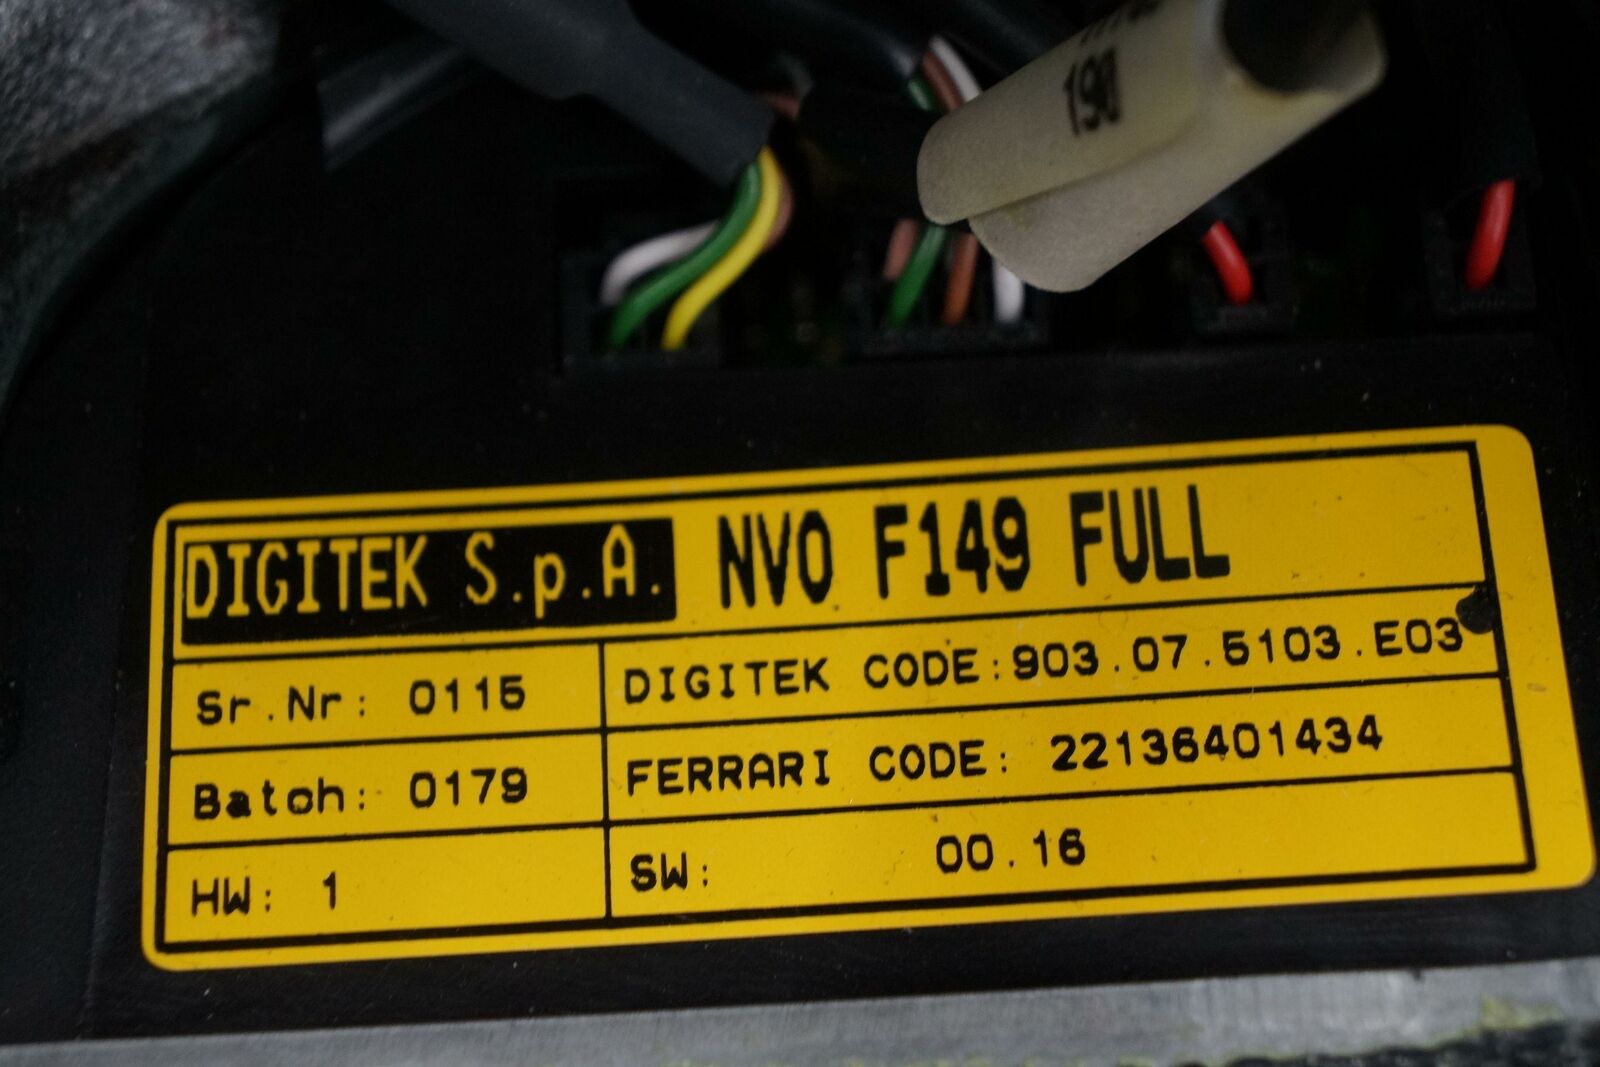 190
DIGITEK S.p.A. NVO F149 FULL
Sr.Nr: 0115
DIGITEK CODE:903.07.5103.E03
Batch: 0179
FERRARI CODE: 22136401434
HW: 1
SW: 00.16